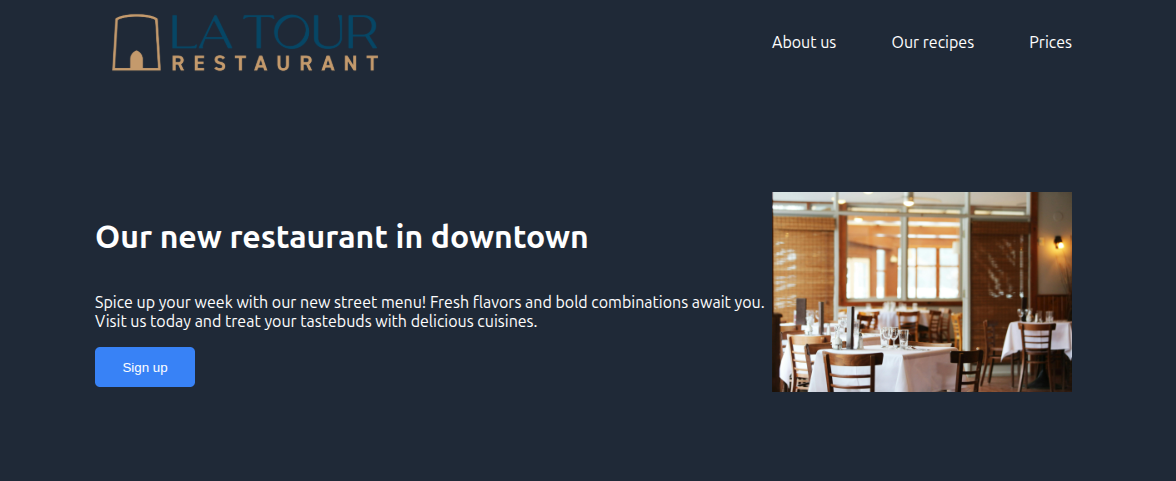 LA TOUR
RESTAURANT
About us
Our recipes
Prices
Our new restaurant in downtown
Spice up your week with our new street menu! Fresh flavors and bold combinations await you.
Visit us today and treat your tastebuds with delicious cuisines.
Sign up